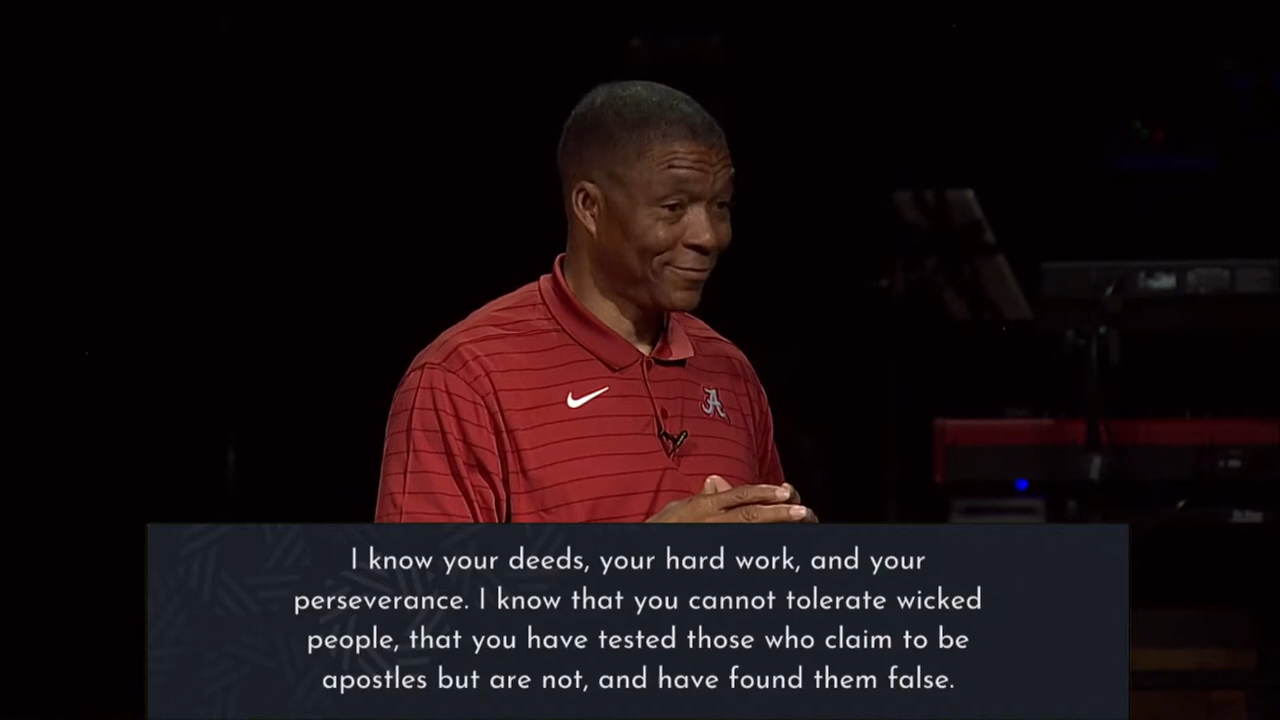 A
I know your deeds, your hard work, and your
perseverance. I know that you cannot tolerate wicked
people, that you have tested those who claim to be
apostles but are not, and have found them false.